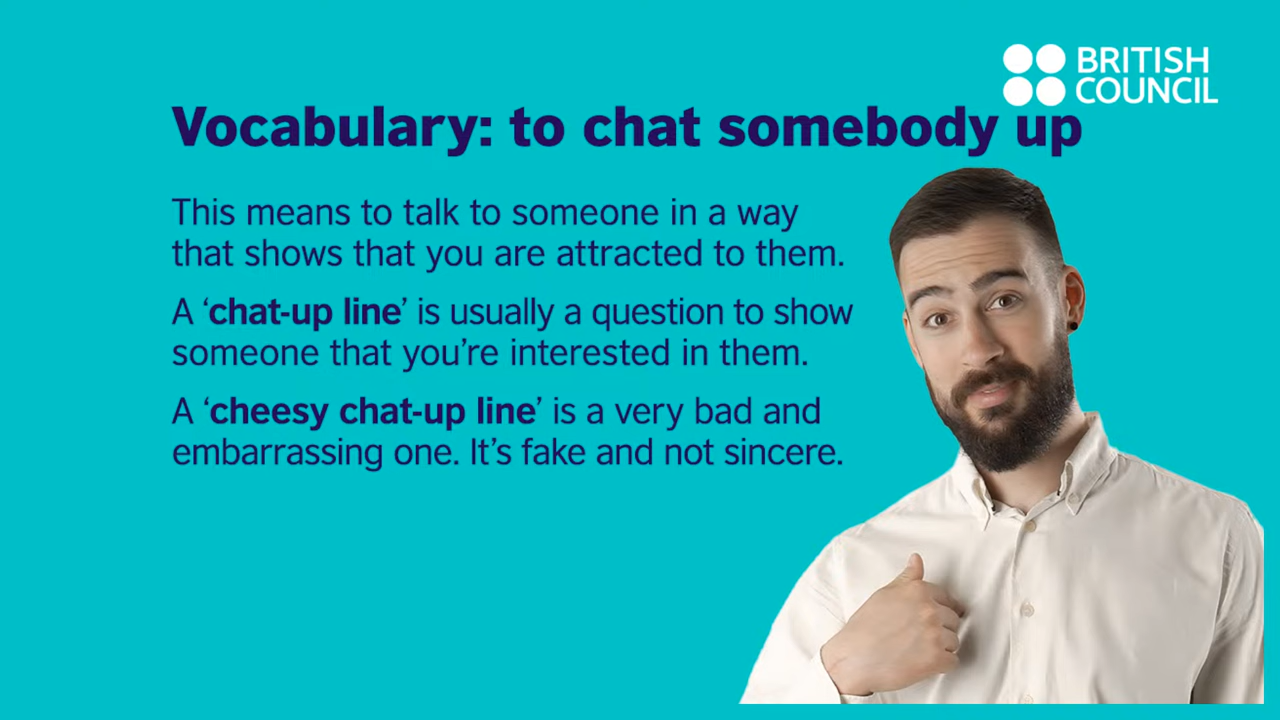 BRITISH
COUNCIL
Vocabulary: to chat somebody up
This means to talk to someone in a way
that shows that you are attracted to them.
A ‘chat-up line’ is usually a question to show
someone that you’re interested in them.
A ‘cheesy chat-up line’ is a very bad and
embarrassing one. It’s fake and not sincere.